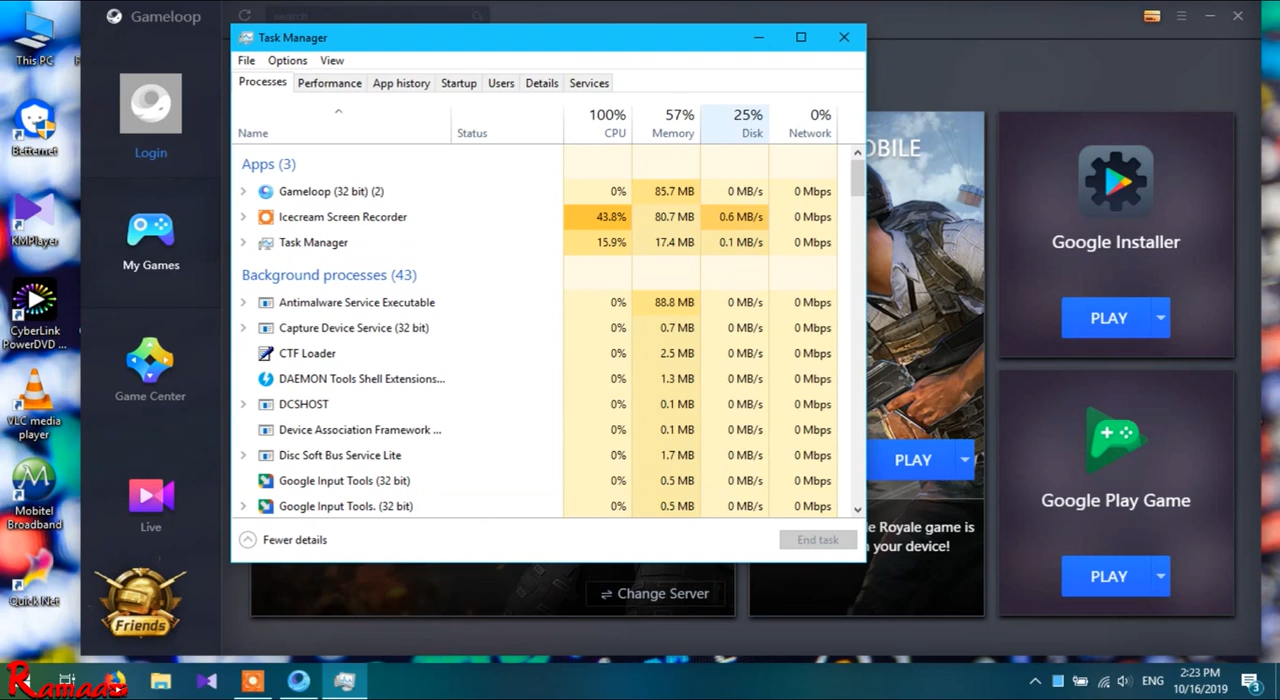 This PC
Betternet
KMPlayer
CyberLink
PowerDVD ...
VLC media
player
Mobitel
Broadband
Quick Net
Gameloop
search
Login
My Games
Game Center
Live
Friends
Task Manager
File Options View
Processes Performance App history Startup Users Details Services
100% 57% 25% 0%
Name Status CPU Memory Disk Network
Apps (3)
Gameloop (32 bit) (2) 0% 85.7 MB 0 MB/s 0 Mbps
Icecream Screen Recorder 43.8% 80.7 MB 0.6 MB/s 0 Mbps
Task Manager 15.9% 17.4 MB 0.1 MB/s 0 Mbps
Background processes (43)
Antimalware Service Executable 0% 88.8 MB 0 MB/s 0 Mbps
Capture Device Service (32 bit) 0% 0.7 MB 0 MB/s 0 Mbps
CTF Loader 0% 2.5 MB 0 MB/s 0 Mbps
DAEMON Tools Shell Extensions... 0% 1.3 MB 0 MB/s 0 Mbps
DCSHOST 0% 0.1 MB 0 MB/s 0 Mbps
Device Association Framework ... 0% 0.1 MB 0 MB/s 0 Mbps
Disc Soft Bus Service Lite 0% 1.7 MB 0 MB/s 0 Mbps
Google Input Tools (32 bit) 0% 0.5 MB 0 MB/s 0 Mbps
Google Input Tools. (32 bit) 0% 0.5 MB 0 MB/s 0 Mbps
Fewer details End task
Change Server
OBILE
PLAY
e Royale game is
your device!
Google Installer
PLAY
Google Play Game
PLAY
ENG
2:23 PM
10/16/2019
3